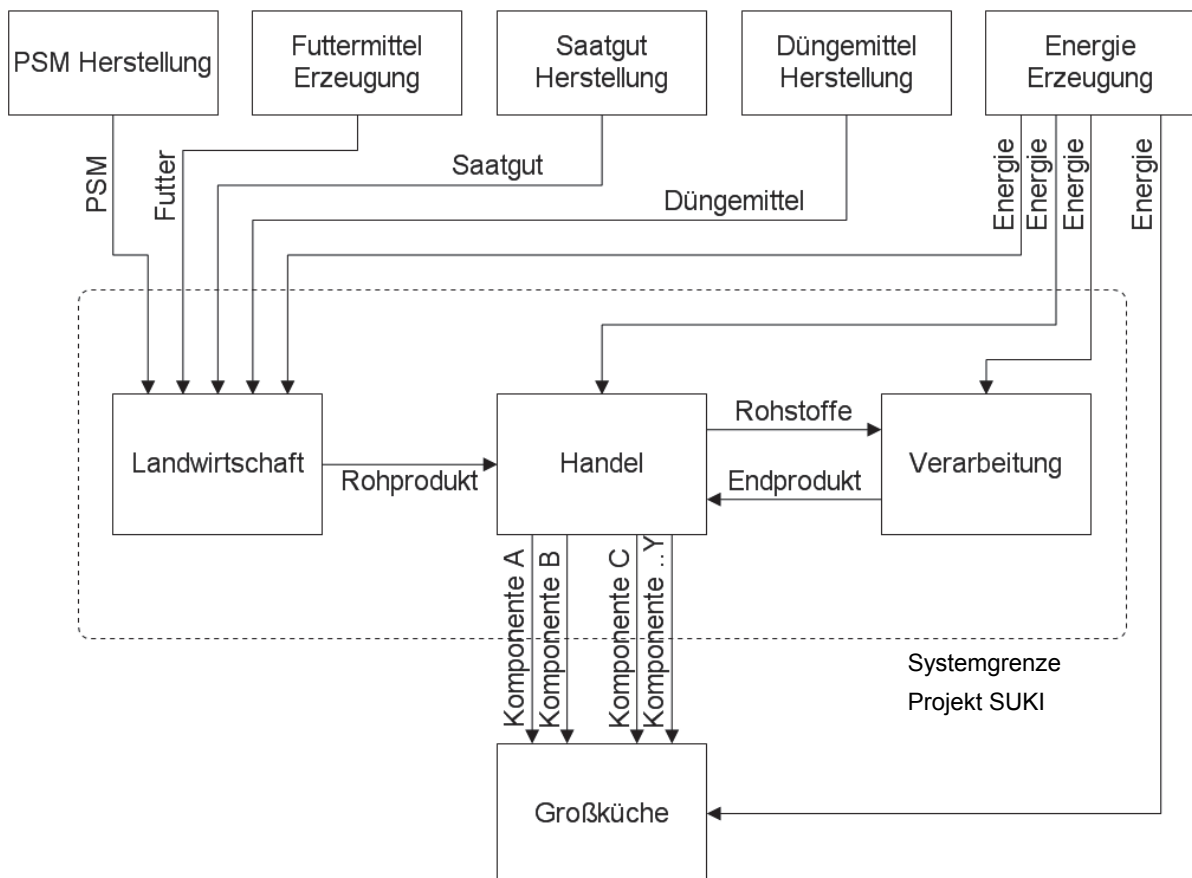 PSM Herstellung
Futtermittel
Erzeugung
Saatgut
Herstellung
Düngemittel
Herstellung
Energie
Erzeugung
PSM
Futter
Saatgut
Düngemittel
Energie
Energie
Energie
Energie
Landwirtschaft
Rohprodukt
Handel
Rohstoffe
Endprodukt
Verarbeitung
Komponente A
Komponente B
Komponente C
Komponente .. Y
Systemgrenze
Projekt SUKI
Großküche